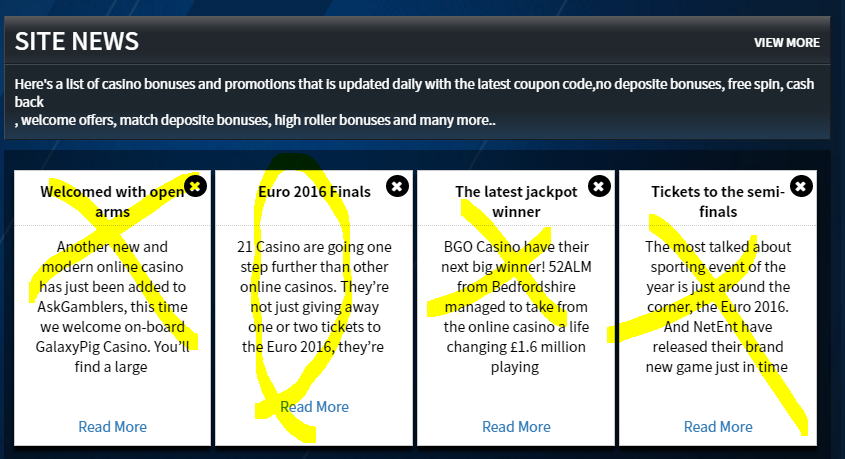 SITE NEWS
VIEW MORE
Here's a list of casino bonuses and promotions that is updated daily with the latest coupon code,no deposite bonuses, free spin, cash
back
, welcome offers, match deposite bonuses, high roller bonuses and many more..
Welcomed with open
arms
Another new and
modern online casino
has just been added to
AskGamblers, this time
we welcome on-board
GalaxyPig Casino. You'll
find a large
Read More
Euro 2016 Finals
21 Casino are going one
step further than other
online casinos. They're
not just giving away
one or two tickets to
the Euro 2016, they're
Read More
The latest jackpot
winner
BGO Casino have their
next big winner! 52ALM
from Bedfordshire
managed to take from
the online casino a life
changing £1.6 million
playing
Read More
Tickets to the semi-
finals
The most talked about
sporting event of the
year is just around the
corner, the Euro 2016.
And NetEnt have
released their brand
new game just in time
Read More